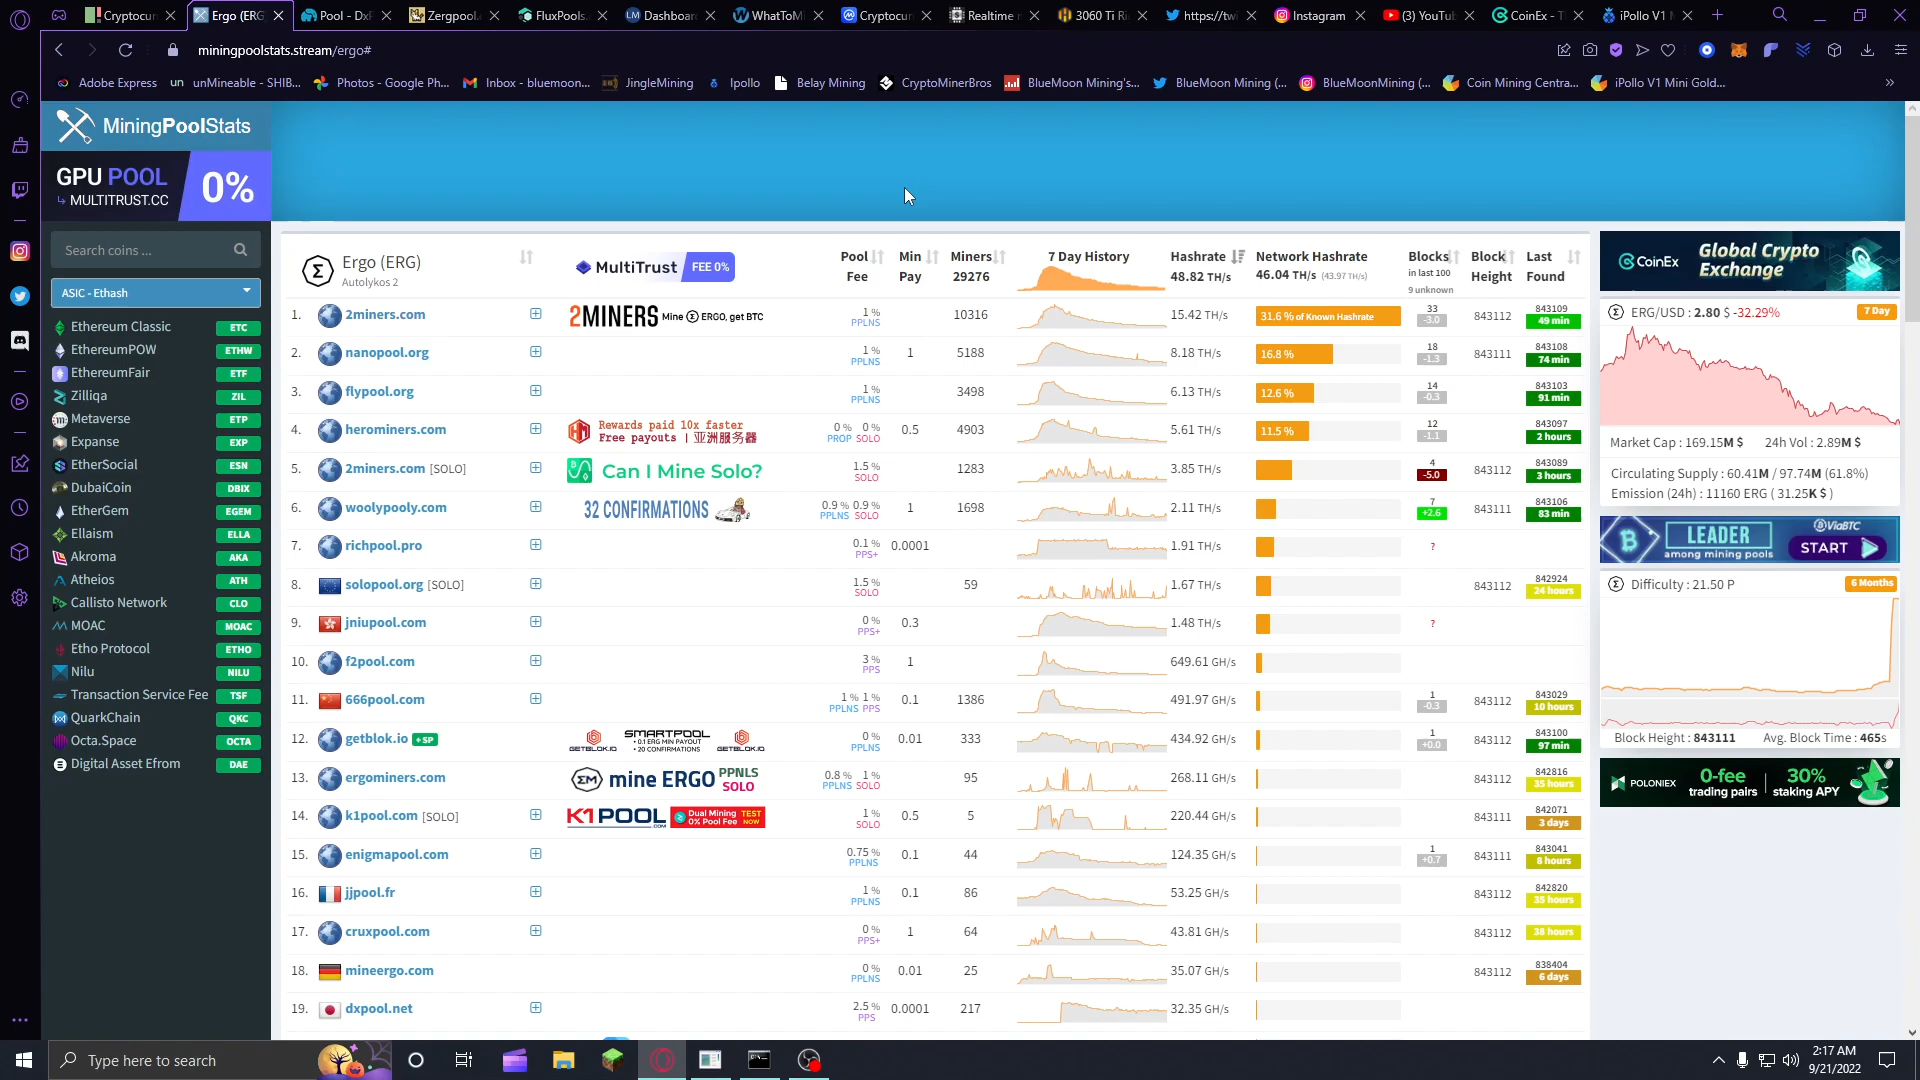 Cryptocur
Ergo (ERG
Pool - DxP
Zergpool.
FluxPools.
Dashboar
WhatToMi
Cryptocur
Realtime m
3060 Ti Ri
https://twi
Instagram
(3) YouTu
CoinEx - T
iPollo V1 M
miningpoolstats.stream/ergo#
Adobe Express
unMineable - SHIB...
Photos - Google Ph...
Inbox - bluemoon...
JingleMining
Ipollo
Belay Mining
CryptoMinerBros
BlueMoon Mining's...
BlueMoon Mining (...
BlueMoonMining (...
Coin Mining Centra...
iPollo V1 Mini Gold...
MiningPoolStats
GPU POOL
MULTITRUST.CC
0%
Search coins ...
ASIC - Ethash
Ethereum Classic ETC
EthereumPOW ETHW
EthereumFair ETF
Zilliqa ZIL
Metaverse ETP
Expanse EXP
EtherSocial ESN
DubaiCoin DBIX
EtherGem EGEM
Ellaism ELLA
Akroma AKA
Atheios ATH
Callisto Network CLO
MOAC MOAC
Etho Protocol ETHO
Nilu NILU
Transaction Service Fee TSF
QuarkChain QKC
Octa.Space OCTA
Digital Asset Efrom DAE
Ergo (ERG)
Autolykos 2
MultiTrust FEE 0%
Pool Fee
Min Pay
Miners 29276
7 Day History
Hashrate 48.82 TH/s
Network Hashrate 46.04 TH/s (43.97 TH/s)
Blocks in last 100 9 unknown
Block Height
Last Found
1. 2miners.com 2MINERS Mine ERGO, get BTC 1 % PPLNS 10316 15.42 TH/s 31.6 % of Known Hashrate 33 -3.0 843112 843109 49 min
2. nanopool.org 1 % PPLNS 1 5188 8.18 TH/s 16.8 % 18 -1.3 843111 843108 74 min
3. flypool.org 1 % PPLNS 3498 6.13 TH/s 12.6 % 14 -0.3 843103 91 min
4. herominers.com Rewards paid 10x faster Free payouts | 亚洲服务器 0 % 0 % PROP SOLO 0.5 4903 5.61 TH/s 11.5 % 12 -1.1 843097 2 hours
5. 2miners.com [SOLO] Can I Mine Solo? 1.5 % SOLO 1283 3.85 TH/s 4 -5.0 843112 843089 3 hours
6. woolypooly.com 32 CONFIRMATIONS 0.9 % 0.9 % PPLNS SOLO 1 1698 2.11 TH/s 7 +2.6 843111 843106 83 min
7. richpool.pro 0.1 % PPS+ 0.0001 1.91 TH/s ?
8. solopool.org [SOLO] 1.5 % SOLO 59 1.67 TH/s 843112 842924 24 hours
9. jniupool.com 0 % PPS+ 0.3 1.48 TH/s ?
10. f2pool.com 3 % PPS 1 649.61 GH/s
11. 666pool.com 1 % 1 % PPLNS PPS 0.1 1386 491.97 GH/s 1 -0.3 843112 843029 10 hours
12. getblok.io + SP GETBLOK.IO SMARTPOOL • 0.1 ERG MIN PAYOUT • 20 CONFIRMATIONS GETBLOK.IO 0 % PPLNS 0.01 333 434.92 GH/s 1 +0.0 843112 843100 97 min
13. ergominers.com ΣM mine ERGO PPNLS SOLO 0.8 % 1 % PPLNS SOLO 95 268.11 GH/s 843112 842816 35 hours
14. k1pool.com [SOLO] K1POOL .COM Dual Mining 0% Pool Fee TEST NOW 1 % SOLO 0.5 5 220.44 GH/s 843111 842071 3 days
15. enigmapool.com 0.75 % PPLNS 0.1 44 124.35 GH/s 1 +0.7 843111 843041 8 hours
16. jjpool.fr 1 % PPLNS 0.1 86 53.25 GH/s 843112 842820 35 hours
17. cruxpool.com 0 % PPS+ 1 64 43.81 GH/s 843112 38 hours
18. mineergo.com 0 % PPLNS 0.01 25 35.07 GH/s 843112 838404 6 days
19. dxpool.net 2.5 % PPS 0.0001 217 32.35 GH/s
CoinEx Global Crypto
Exchange
ERG/USD : 2.80 $ -32.29% 7 Day
Market Cap : 169.15M $ 24h Vol : 2.89M $
Circulating Supply : 60.41M / 97.74M (61.8%)
Emission (24h) : 11160 ERG ( 31.25K $ )
LEADER
among mining pools
ViaBTC
START
Difficulty : 21.50 P 6 Months
Block Height : 843111 Avg. Block Time : 465s
POLONIEX 0-fee trading pairs 30% staking APY
Type here to search
2:17 AM
9/21/2022